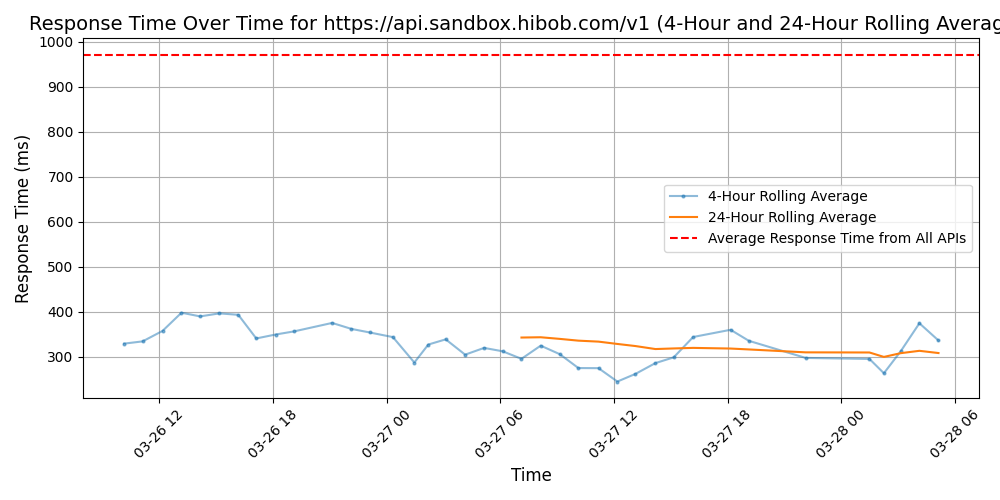 Response Time Over Time for https://api.sandbox.hibob.com/v1 (4-Hour and 24-Hour Rolling Averag
1000
900
800
700
600
500
400
300
Response Time (ms)
4-Hour Rolling Average
24-Hour Rolling Average
Average Response Time from All APIs
03-26 12
03-26 18
03-27 00
03-27 06
03-27 12
03-27 18
03-28 00
03-28 06
Time